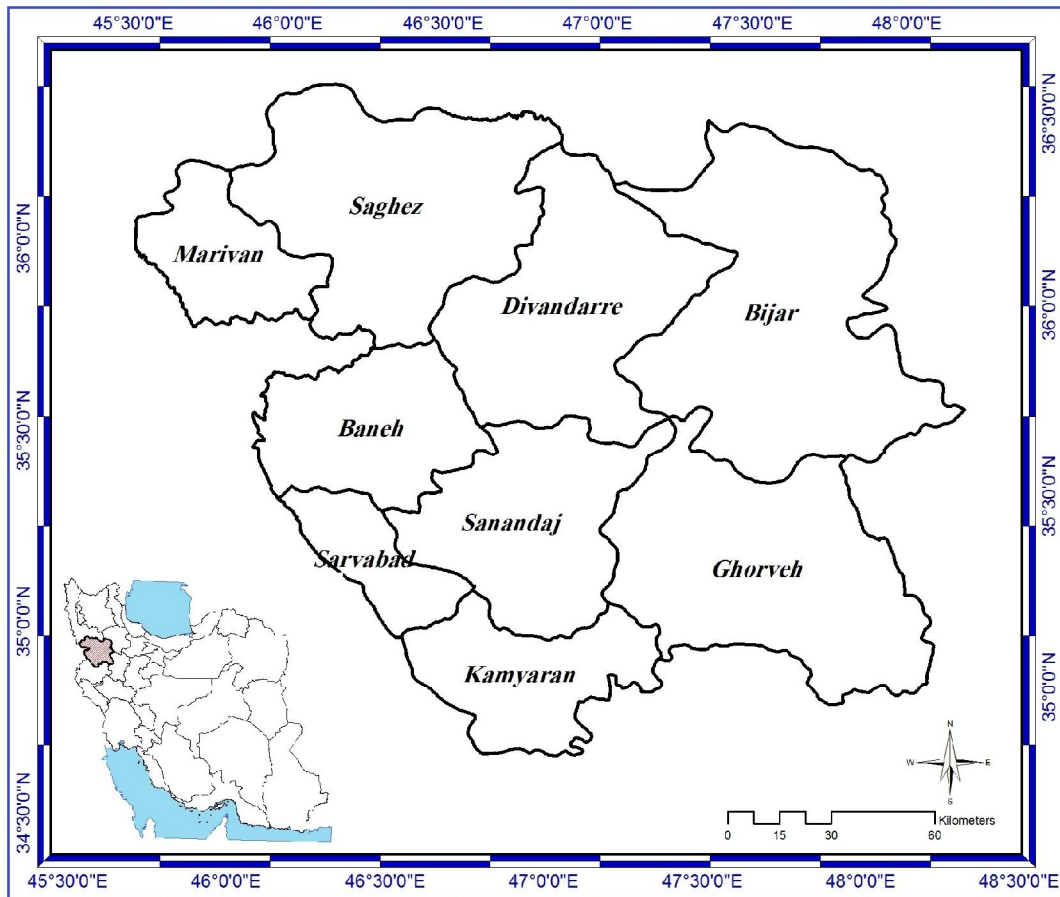 45°30'0"E 46°0'0"E 46°30'0"E 47°0'0"E 47°30'0"E 48°0'0"E
36°30'0"N
36°0'0"N
36°0'0"N
35°30'0"N
35°30'0"N
35°0'0"N
35°0'0"N
34°30'0"N
Saghez
Marivan
Divandarre
Bijar
Baneh
Sanandaj
Sarvabad
Ghorveh
Kamyaran
N
W E
S
Kilometers
0 15 30 60
45°30'0"E 46°0'0"E 46°30'0"E 47°0'0"E 47°30'0"E 48°0'0"E 48°30'0"E